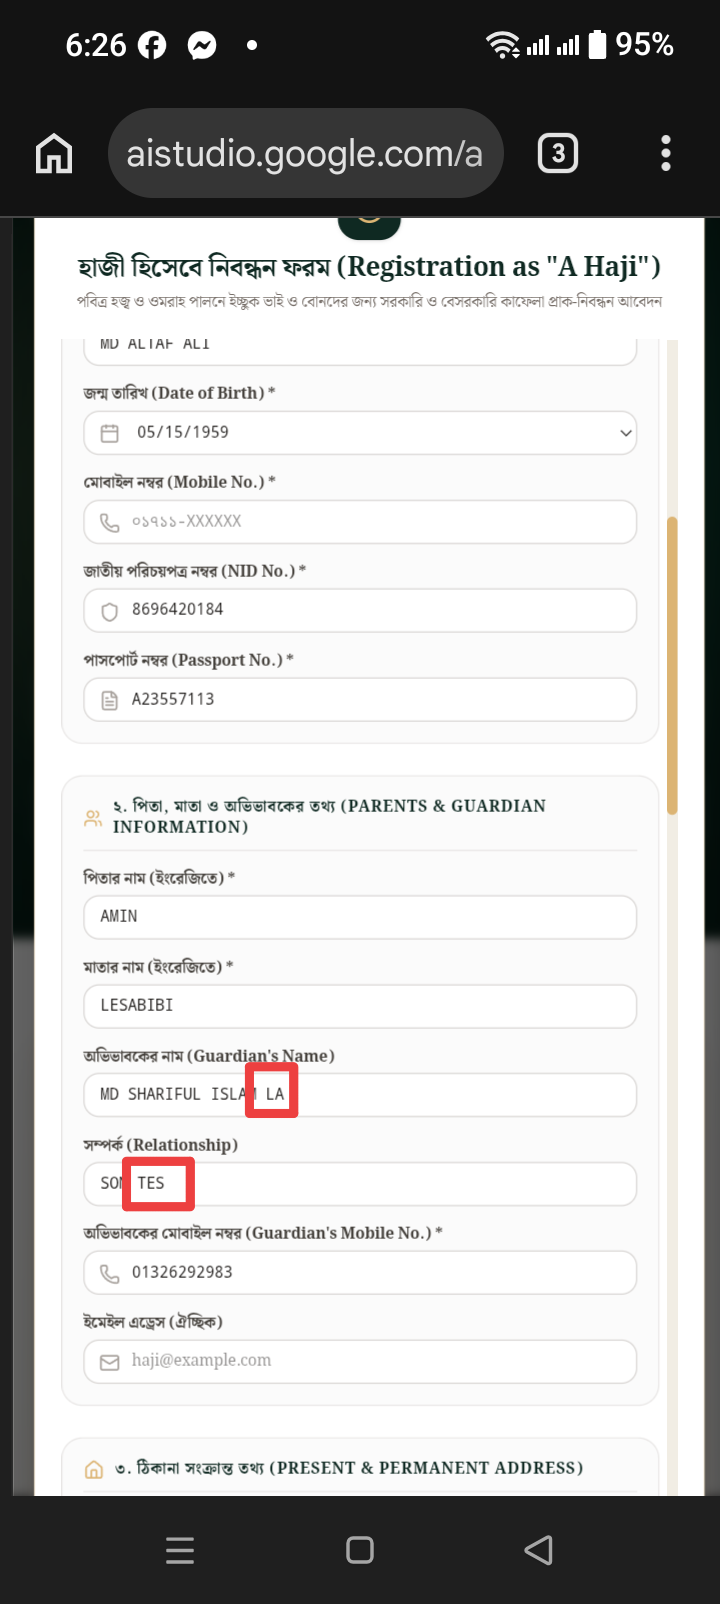 6:26
95%
aistudio.google.com/a
3
হাজী হিসেবে নিবন্ধন ফরম (Registration as "A Haji")
পবিত্র হজ্ব ও ওমরাহ পালনে ইচ্ছুক ভাই ও বোনদের জন্য সরকারি ও বেসরকারি কাফেলা প্রাক-নিবন্ধন আবেদন
MD ALTAF ALI
জন্ম তারিখ (Date of Birth) *
05/15/1959
মোবাইল নম্বর (Mobile No.) *
০১৭১১-XXXXXX
জাতীয় পরিচয়পত্র নম্বর (NID No.) *
8696420184
পাসপোর্ট নম্বর (Passport No.) *
A23557113
২. পিতা, মাতা ও অভিভাবকের তথ্য (PARENTS & GUARDIAN
INFORMATION)
পিতার নাম (ইংরেজিতে) *
AMIN
মাতার নাম (ইংরেজিতে) *
LESABIBI
অভিভাবকের নাম (Guardian's Name)
MD SHARIFUL ISLAM LA
সম্পর্ক (Relationship)
SON TES
অভিভাবকের মোবাইল নম্বর (Guardian's Mobile No.) *
01326292983
ইমেইল এড্রেস (ঐচ্ছিক)
haji@example.com
৩. ঠিকানা সংক্রান্ত তথ্য (PRESENT & PERMANENT ADDRESS)